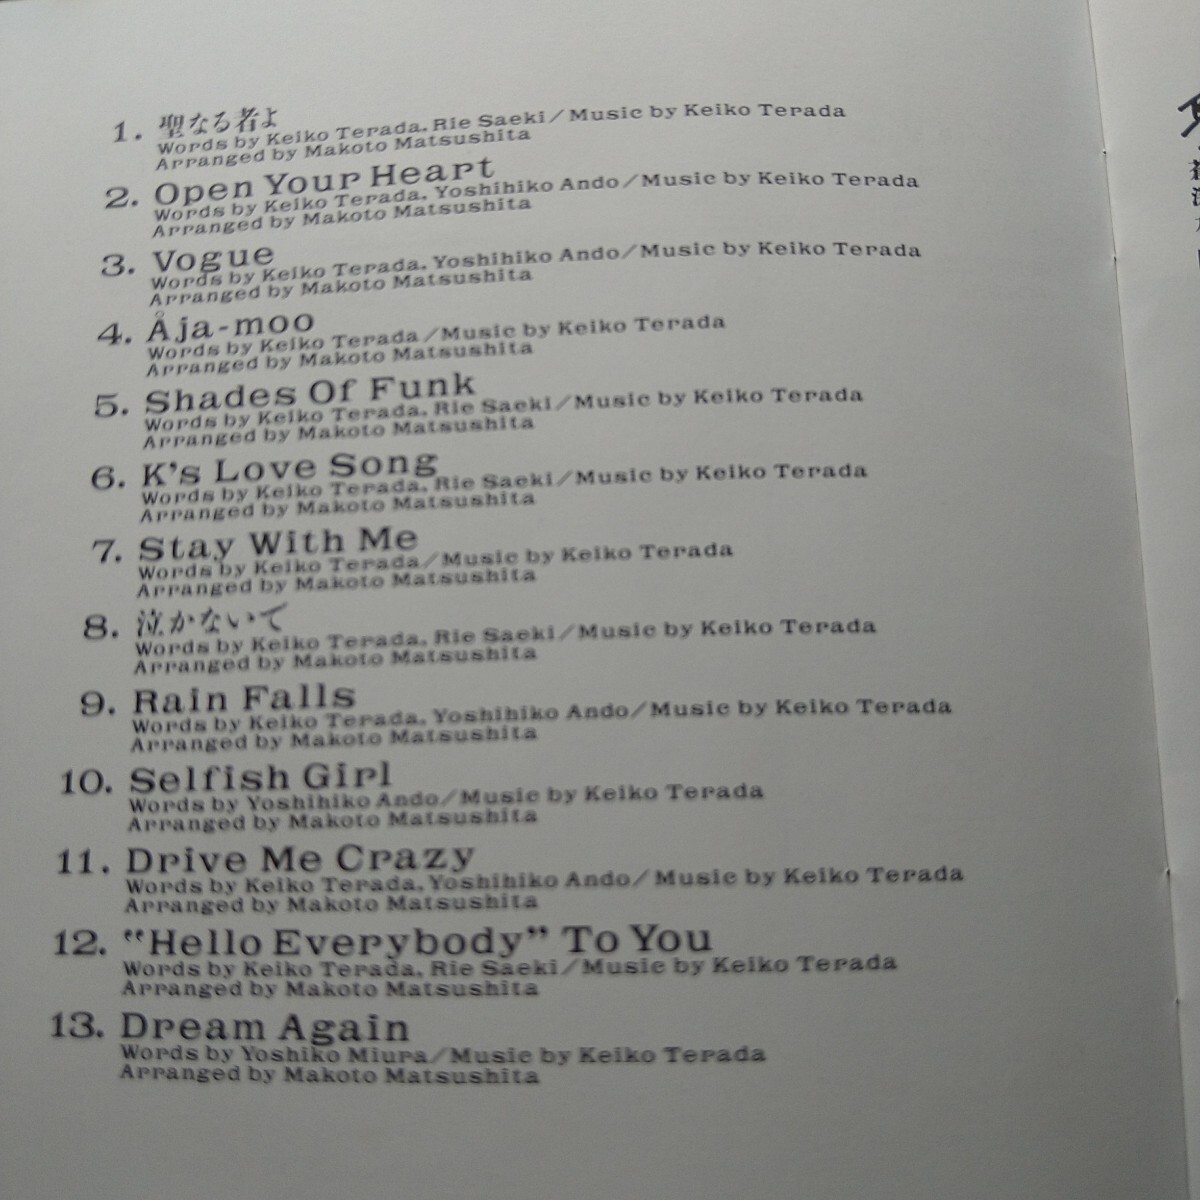 1. 聖なる者よ
Words by Keiko Terada, Rie Saeki/Music by Keiko Terada
Arranged by Makoto Matsushita
2. Open Your Heart
Words by Keiko Terada, Yoshihiko Ando/Music by Keiko Terada
Arranged by Makoto Matsushita
3. Vogue
Words by Keiko Terada, Yoshihiko Ando/Music by Keiko Terada
Arranged by Makoto Matsushita
4. Åja-moo
Words by Keiko Terada/Music by Keiko Terada
Arranged by Makoto Matsushita
5. Shades Of Funk
Words by Keiko Terada, Rie Saeki/Music by Keiko Terada
Arranged by Makoto Matsushita
6. K's Love Song
Words by Keiko Terada, Rie Saeki/Music by Keiko Terada
Arranged by Makoto Matsushita
7. Stay With Me
Words by Keiko Terada/Music by Keiko Terada
Arranged by Makoto Matsushita
8. 泣かないで
Words by Keiko Terada, Rie Saeki/Music by Keiko Terada
Arranged by Makoto Matsushita
9. Rain Falls
Words by Keiko Terada, Yoshihiko Ando/Music by Keiko Terada
Arranged by Makoto Matsushita
10. Selfish Girl
Words by Yoshihiko Ando/Music by Keiko Terada
Arranged by Makoto Matsushita
11. Drive Me Crazy
Words by Keiko Terada, Yoshihiko Ando/Music by Keiko Terada
Arranged by Makoto Matsushita
12. “Hello Everybody” To You
Words by Keiko Terada, Rie Saeki/Music by Keiko Terada
Arranged by Makoto Matsushita
13. Dream Again
Words by Yoshiko Miura/Music by Keiko Terada
Arranged by Makoto Matsushita